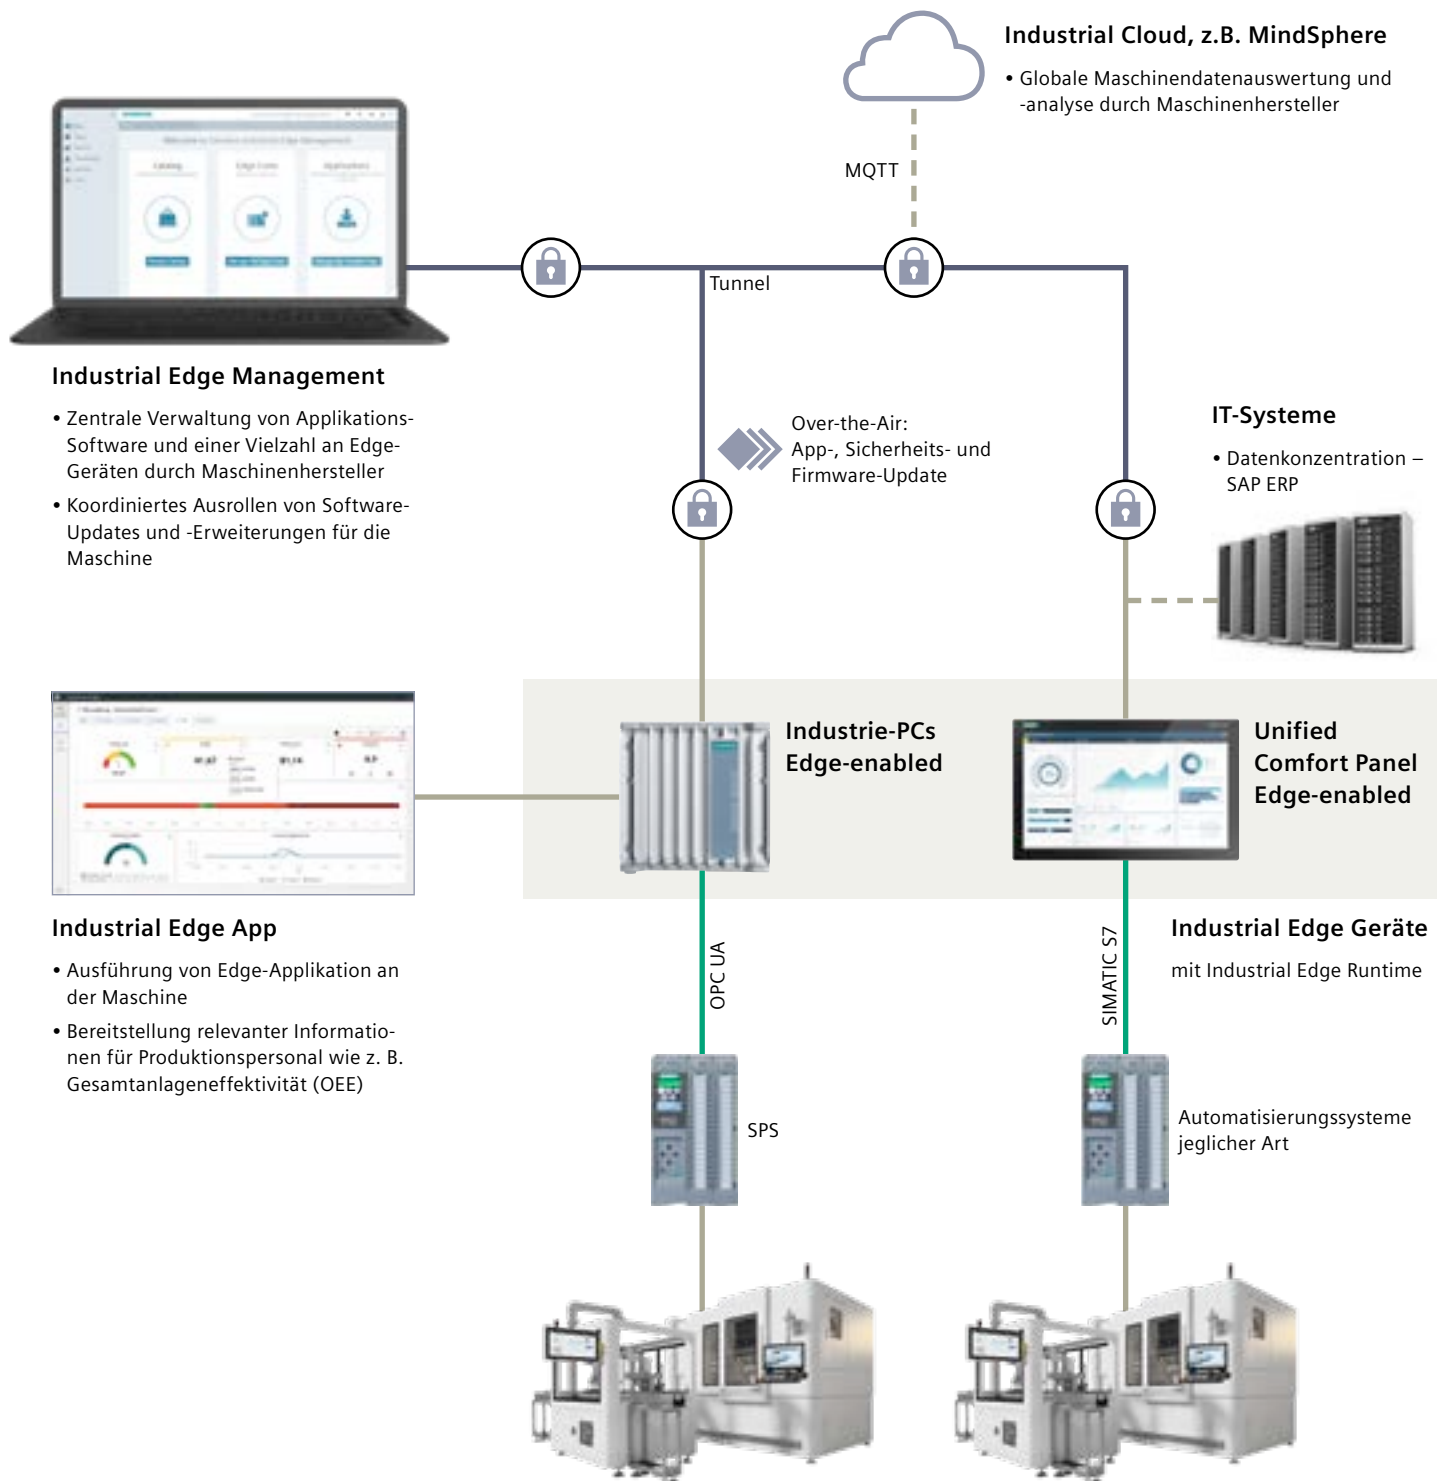 Industrial Cloud, z.B. MindSphere
• Globale Maschinendatenauswertung und
-analyse durch Maschinenhersteller
MQTT
Tunnel
Industrial Edge Management
• Zentrale Verwaltung von Applikations-
Software und einer Vielzahl an Edge-
Geräten durch Maschinenhersteller
• Koordiniertes Ausrollen von Software-
Updates und -Erweiterungen für die
Maschine
Over-the-Air:
App-, Sicherheits- und
Firmware-Update
IT-Systeme
• Datenkonzentration –
SAP ERP
Industrie-PCs
Edge-enabled
Unified
Comfort Panel
Edge-enabled
Industrial Edge App
• Ausführung von Edge-Applikation an
der Maschine
• Bereitstellung relevanter Informatio-
nen für Produktionspersonal wie z. B.
Gesamtanlageneffektivität (OEE)
OPC UA
SIMATIC S7
Industrial Edge Geräte
mit Industrial Edge Runtime
SPS
Automatisierungssysteme
jeglicher Art